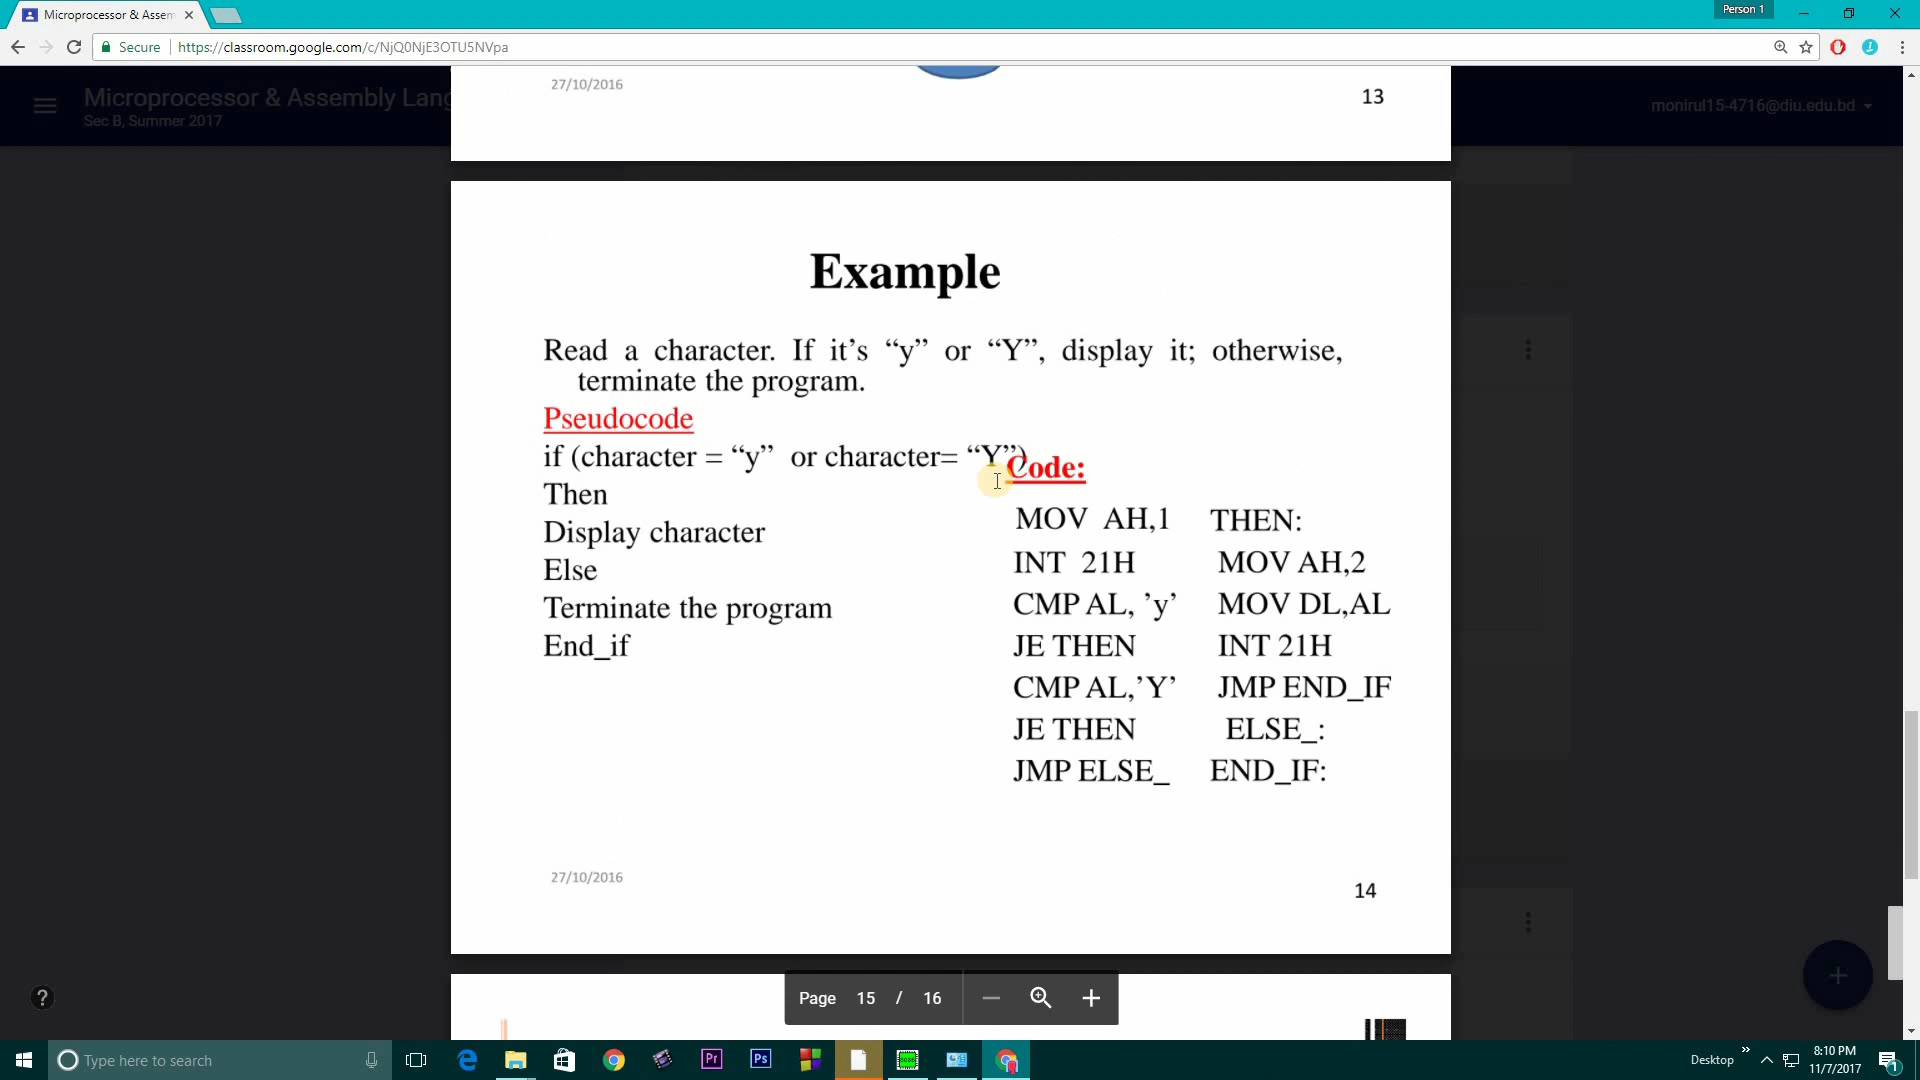 Microprocessor & Assem
Person 1
Secure
https://classroom.google.com/c/NjQ0NjE3OTU5NVpa
Microprocessor & Assembly Lang
Sec B, Summer 2017
monirul15-4716@diu.edu.bd
27/10/2016
13
Example
Read a character. If it's “y” or “Y”, display it; otherwise,
terminate the program.
Pseudocode
if (character = “y” or character= “Y”)
Then
Display character
Else
Terminate the program
End_if
Code:
MOV AH,1
INT 21H
CMP AL, ’y’
JE THEN
CMP AL,’Y’
JE THEN
JMP ELSE_
THEN:
MOV AH,2
MOV DL,AL
INT 21H
JMP END_IF
ELSE_:
END_IF:
27/10/2016
14
Page 15 / 16
Type here to search
Pr
Ps
8086
Desktop
8:10 PM
11/7/2017
1